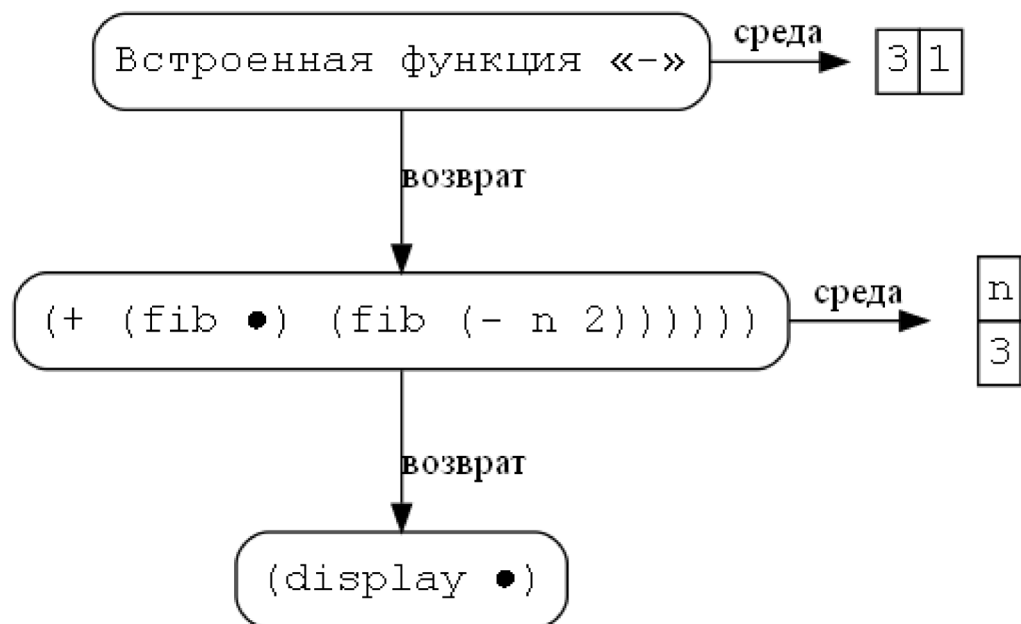 Встроенная функция «-»
среда
3 1
возврат
(+ (fib ●) (fib (- n 2))))))
среда
n
3
возврат
(display ●)